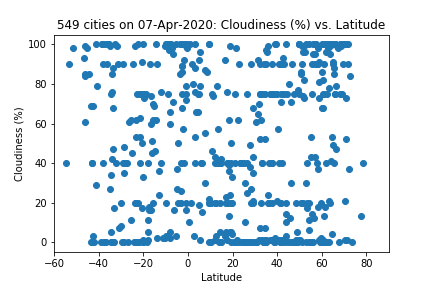 549 cities on 07-Apr-2020: Cloudiness (%) vs. Latitude
100
80
60
40
20
0
Cloudiness (%)
−60 −40 −20 0 20 40 60 80
Latitude